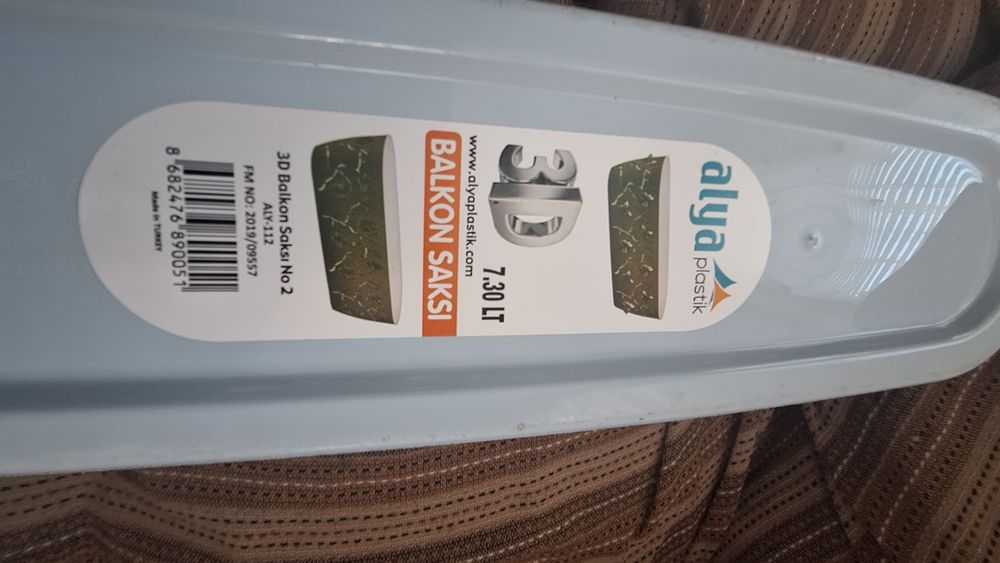 alya
plastik
3D
7.30 LT
www.alyaplastik.com
BALKON SAKSI
3D Balkon Saksı No 2
ALY-112
FM NO: 2019/09557
8 682476 890051
Made in TURKEY